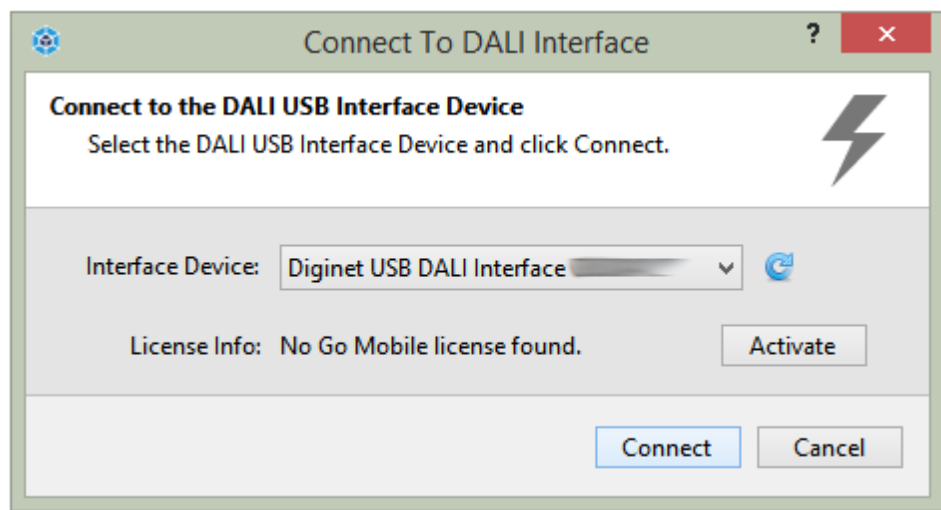 Connect To DALI Interface
?
Connect to the DALI USB Interface Device
Select the DALI USB Interface Device and click Connect.
Interface Device: Diginet USB DALI Interface
License Info: No Go Mobile license found. Activate
Connect Cancel